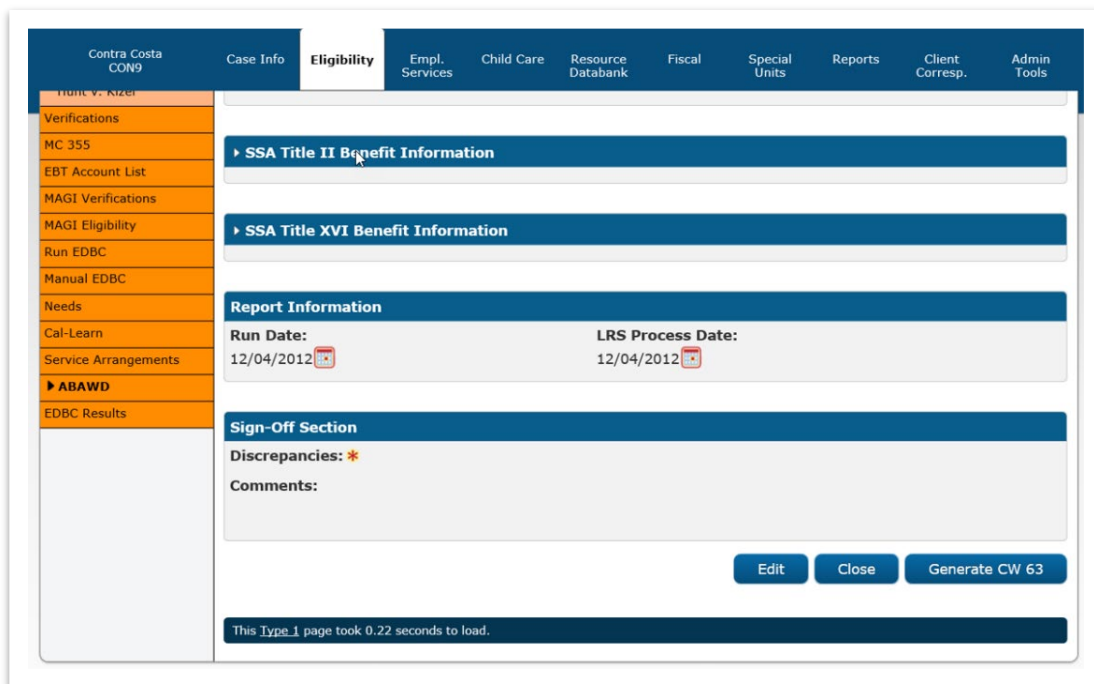 Contra Costa
CON9
Case Info
Eligibility
Empl.
Services
Child Care
Resource
Databank
Fiscal
Special
Units
Reports
Client
Corresp.
Admin
Tools
Hunt v. Kizer
Verifications
MC 355
EBT Account List
MAGI Verifications
MAGI Eligibility
Run EDBC
Manual EDBC
Needs
Cal-Learn
Service Arrangements
ABAWD
EDBC Results
SSA Title II Benefit Information
SSA Title XVI Benefit Information
Report Information
Run Date: LRS Process Date:
12/04/2012 12/04/2012
Sign-Off Section
Discrepancies: *
Comments:
Edit Close Generate CW 63
This Type 1 page took 0.22 seconds to load.